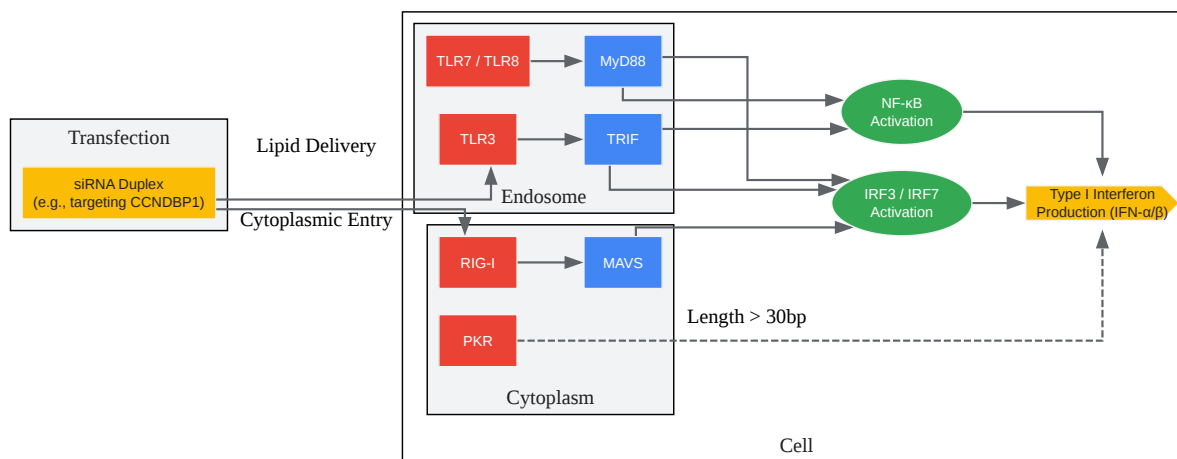 Transfection
siRNA Duplex
(e.g., targeting CCNDBP1)
Lipid Delivery
Cytoplasmic Entry
TLR7 / TLR8
MyD88
TLR3
TRIF
Endosome
RIG-I
MAVS
PKR
Cytoplasm
Length > 30bp
NF-κB
Activation
IRF3 / IRF7
Activation
Type I Interferon
Production (IFN-α/β)
Cell